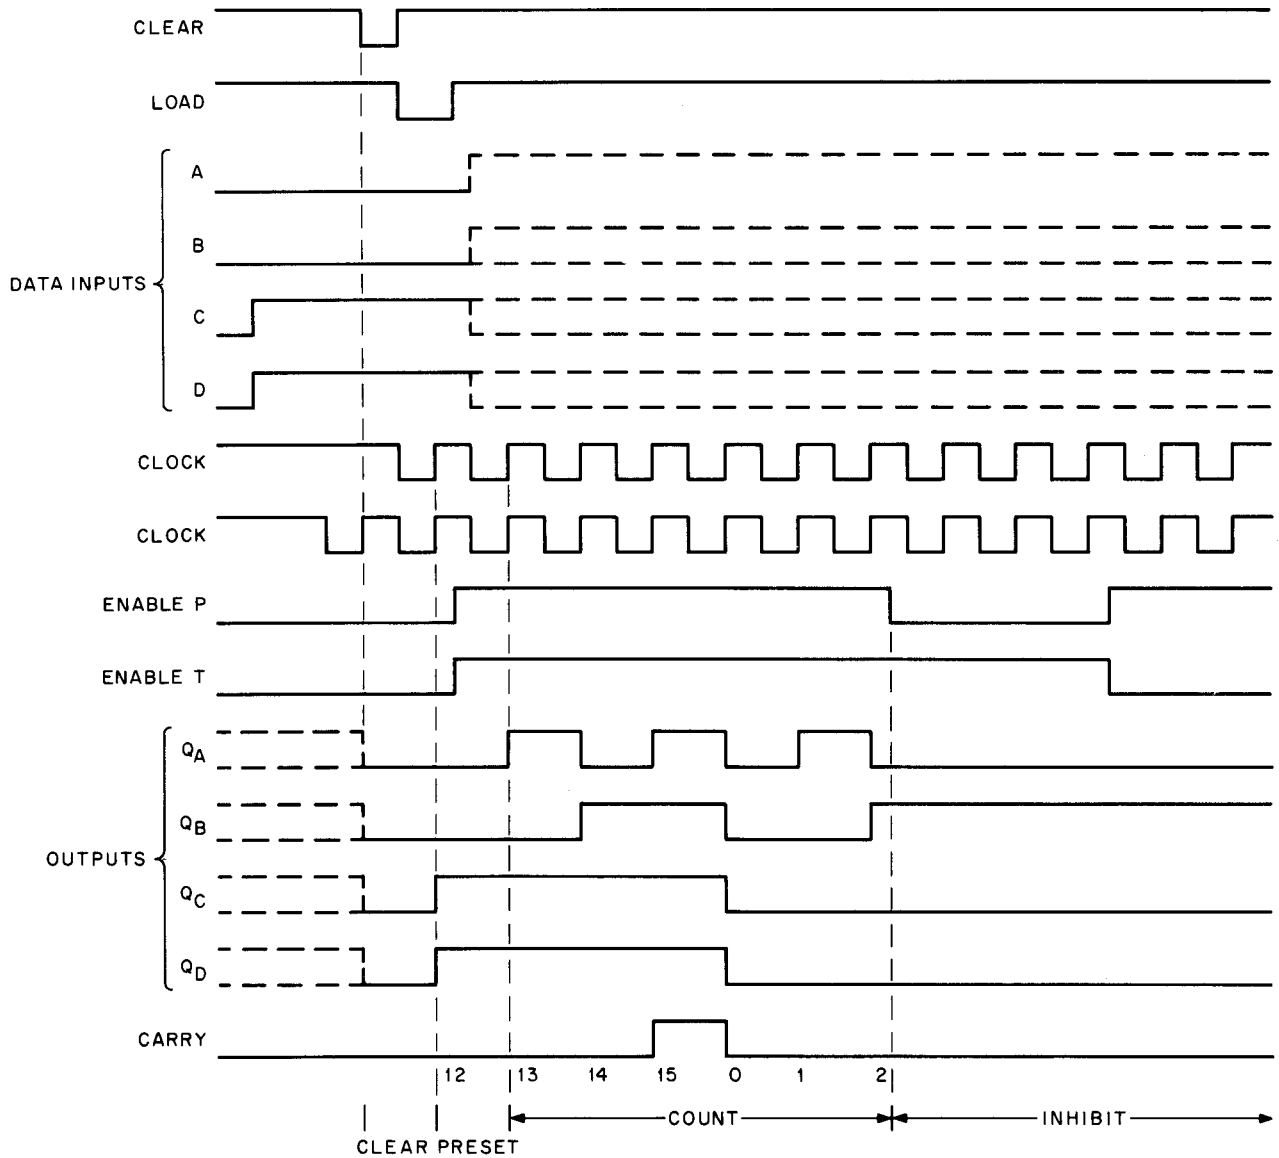 CLEAR
LOAD
DATA INPUTS
A
B
C
D
CLOCK
CLOCK
ENABLE P
ENABLE T
OUTPUTS
QA
QB
QC
QD
CARRY
12 13 14 15 0 1 2
COUNT INHIBIT
CLEAR PRESET